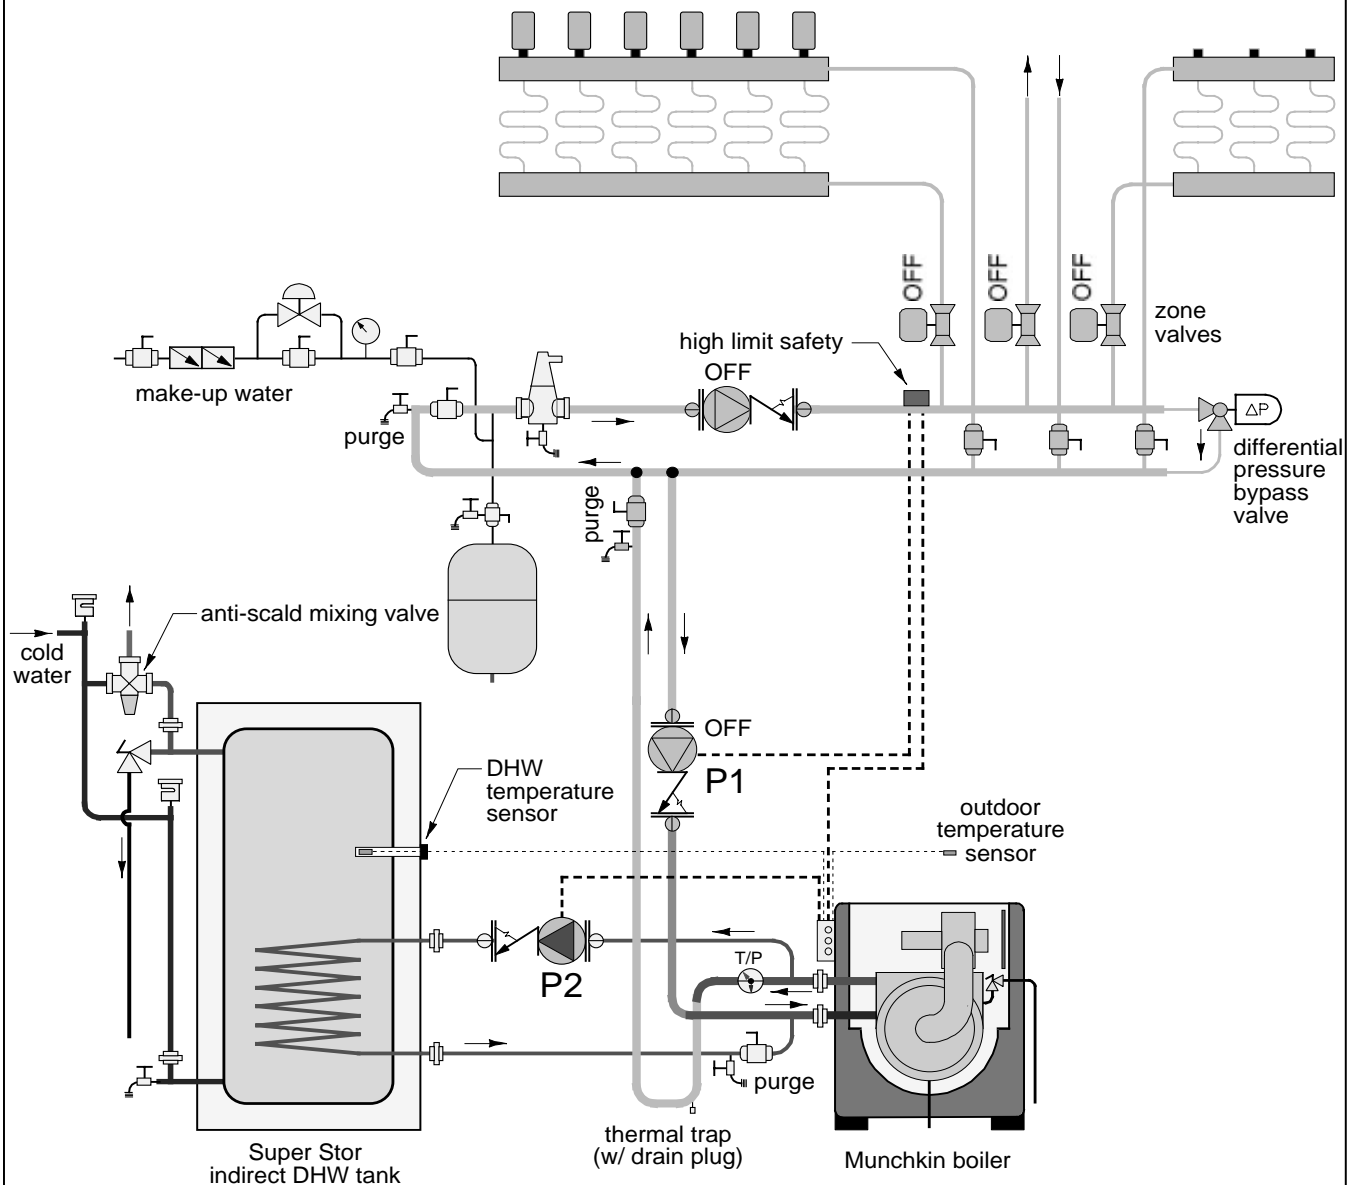 OFF
OFF
OFF
zone
valves
high limit safety
OFF
make-up water
purge
ΔP
differential
pressure
bypass
valve
purge
anti-scald mixing valve
cold
water
OFF
P1
DHW
temperature
sensor
outdoor
temperature
sensor
T/P
P2
purge
thermal trap
(w/ drain plug)
Super Stor
indirect DHW tank
Munchkin boiler